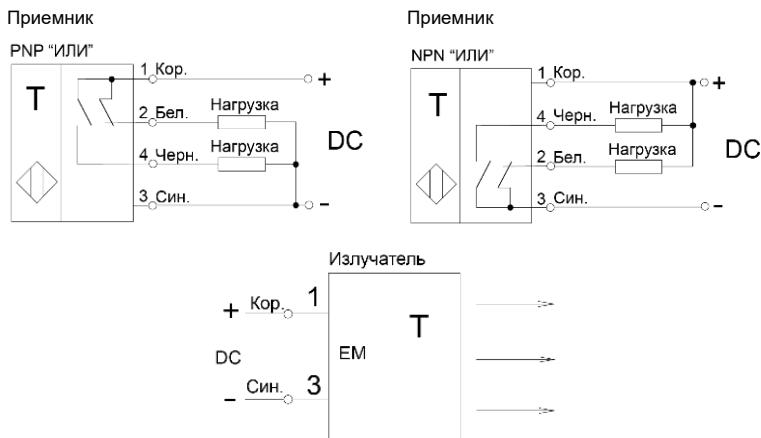 Приемник
PNP “ИЛИ”
T
1 Кор.
+
2 Бел.
Нагрузка
DC
4 Черн.
Нагрузка
3 Син.
–
Приемник
NPN “ИЛИ”
T
1 Кор.
+
4 Черн.
Нагрузка
DC
2 Бел.
Нагрузка
3 Син.
–
Излучатель
+ Кор. 1
T
DC
EM
– Син. 3